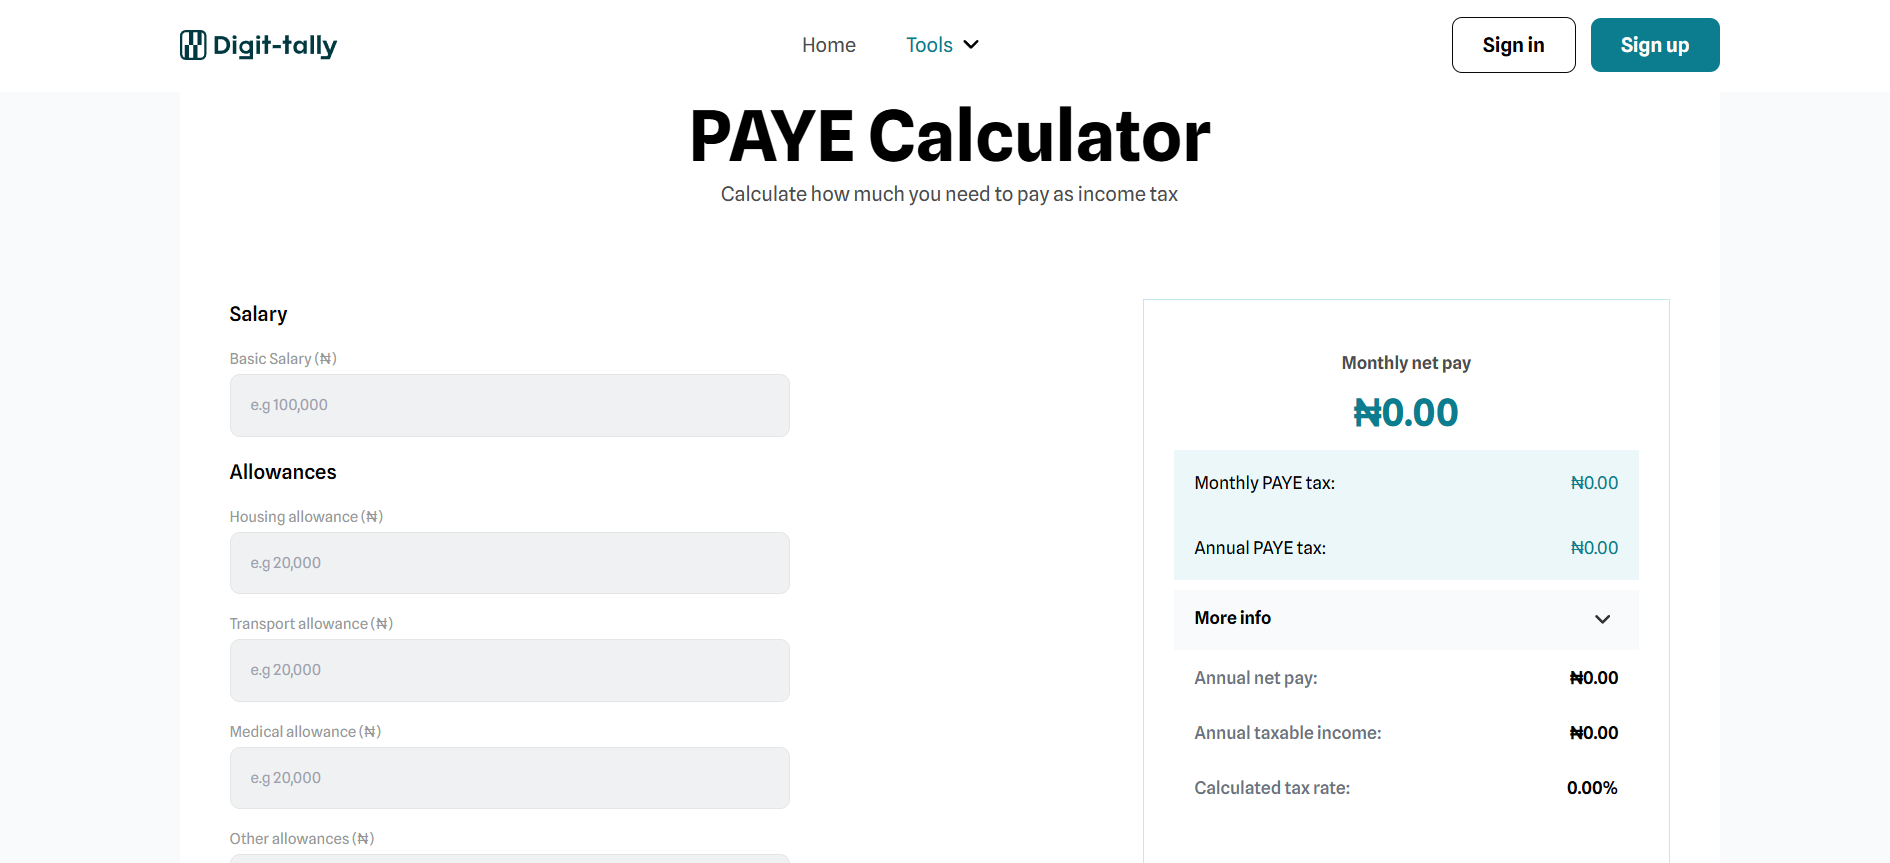 Digit-tally
Home
Tools
Sign in
Sign up
PAYE Calculator
Calculate how much you need to pay as income tax
Salary
Basic Salary (₦)
e.g 100,000
Allowances
Housing allowance (₦)
e.g 20,000
Transport allowance (₦)
e.g 20,000
Medical allowance (₦)
e.g 20,000
Other allowances (₦)
Monthly net pay
₦0.00
Monthly PAYE tax: ₦0.00
Annual PAYE tax: ₦0.00
More info
Annual net pay: ₦0.00
Annual taxable income: ₦0.00
Calculated tax rate: 0.00%